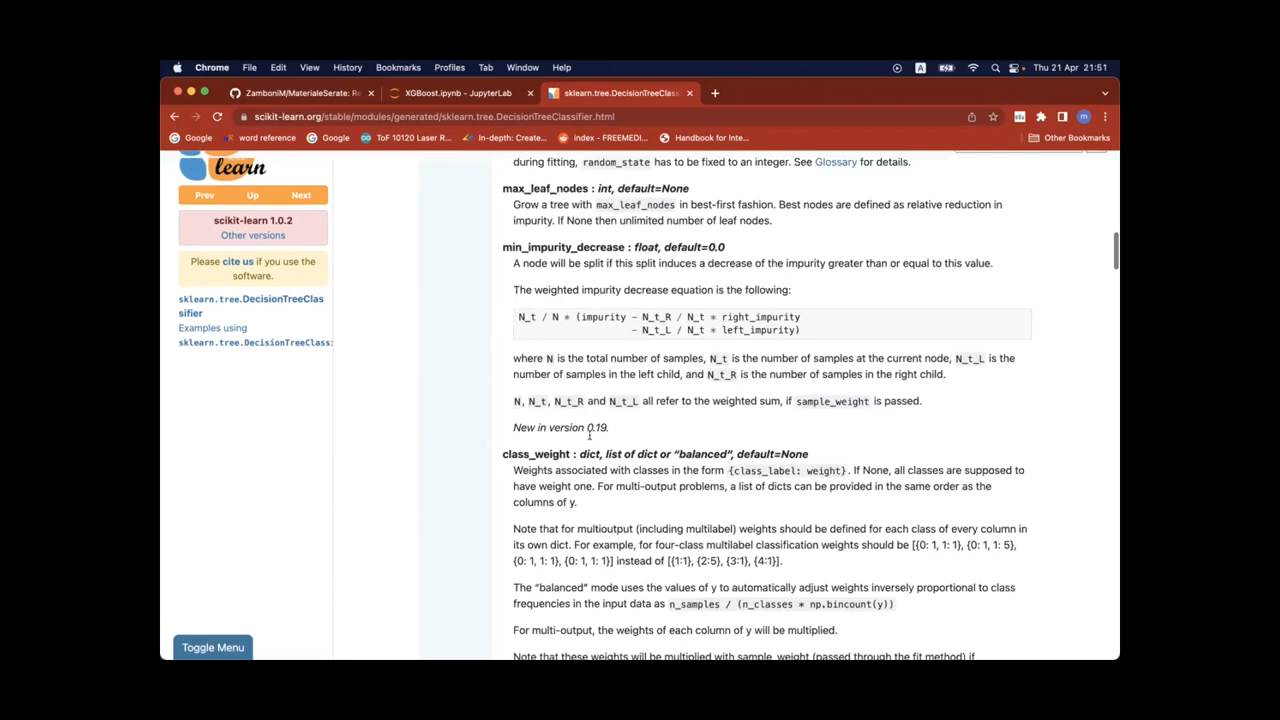 Chrome File Edit View History Bookmarks Profiles Tab Window Help A Thu 21 Apr 21:51
ZamboniM/MaterialeSerate: Re XGBoost.ipynb - JupyterLab sklearn.tree.DecisionTreeClass
scikit-learn.org/stable/modules/generated/sklearn.tree.DecisionTreeClassifier.html m
Google word reference Google ToF 10120 Laser R... In-depth: Create... index - FREEMEDI... Handbook for Inte... Other Bookmarks
learn
Prev Up Next
scikit-learn 1.0.2
Other versions
Please cite us if you use the
software.
sklearn.tree.DecisionTreeClas
sifier
Examples using
sklearn.tree.DecisionTreeClass:
Toggle Menu
during fitting, random_state has to be fixed to an integer. See Glossary for details.
max_leaf_nodes : int, default=None
Grow a tree with max_leaf_nodes in best-first fashion. Best nodes are defined as relative reduction in
impurity. If None then unlimited number of leaf nodes.
min_impurity_decrease : float, default=0.0
A node will be split if this split induces a decrease of the impurity greater than or equal to this value.
The weighted impurity decrease equation is the following:
N_t / N * (impurity - N_t_R / N_t * right_impurity
- N_t_L / N_t * left_impurity)
where N is the total number of samples, N_t is the number of samples at the current node, N_t_L is the
number of samples in the left child, and N_t_R is the number of samples in the right child.
N, N_t, N_t_R and N_t_L all refer to the weighted sum, if sample_weight is passed.
New in version 0.19.
class_weight : dict, list of dict or “balanced”, default=None
Weights associated with classes in the form {class_label: weight}. If None, all classes are supposed to
have weight one. For multi-output problems, a list of dicts can be provided in the same order as the
columns of y.
Note that for multioutput (including multilabel) weights should be defined for each class of every column in
its own dict. For example, for four-class multilabel classification weights should be [{0: 1, 1: 1}, {0: 1, 1: 5},
{0: 1, 1: 1}, {0: 1, 1: 1}] instead of [{1:1}, {2:5}, {3:1}, {4:1}].
The “balanced” mode uses the values of y to automatically adjust weights inversely proportional to class
frequencies in the input data as n_samples / (n_classes * np.bincount(y))
For multi-output, the weights of each column of y will be multiplied.
Note that these weights will be multiplied with sample_weight (passed through the fit method) if